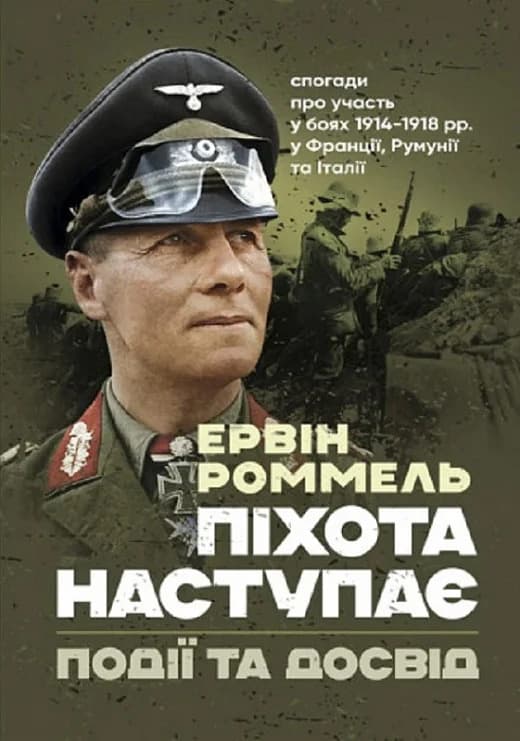 спогади
про участь
у боях 1914-1918 рр.
у Франції, Румунії
та Італії
ЕРВІН
РОММЕЛЬ
ПІХОТА
НАСТУПАЄ
ПОДІЇ ТА ДОСВІД